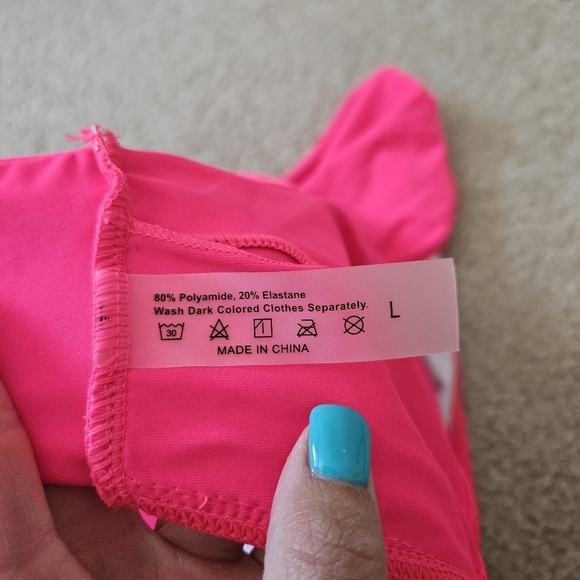 80% Polyamide, 20% Elastane
Wash Dark Colored Clothes Separately.
L
30
MADE IN CHINA